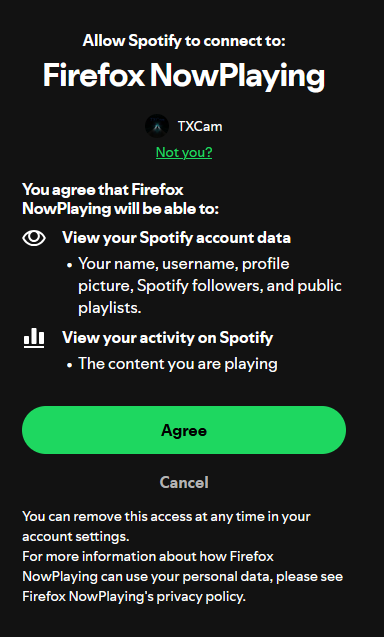 Allow Spotify to connect to:
Firefox NowPlaying
TXCam
Not you?
You agree that Firefox
NowPlaying will be able to:
View your Spotify account data
• Your name, username, profile
picture, Spotify followers, and public
playlists.
View your activity on Spotify
• The content you are playing
Agree
Cancel
You can remove this access at any time in your
account settings.
For more information about how Firefox
NowPlaying can use your personal data, please see
Firefox NowPlaying's privacy policy.